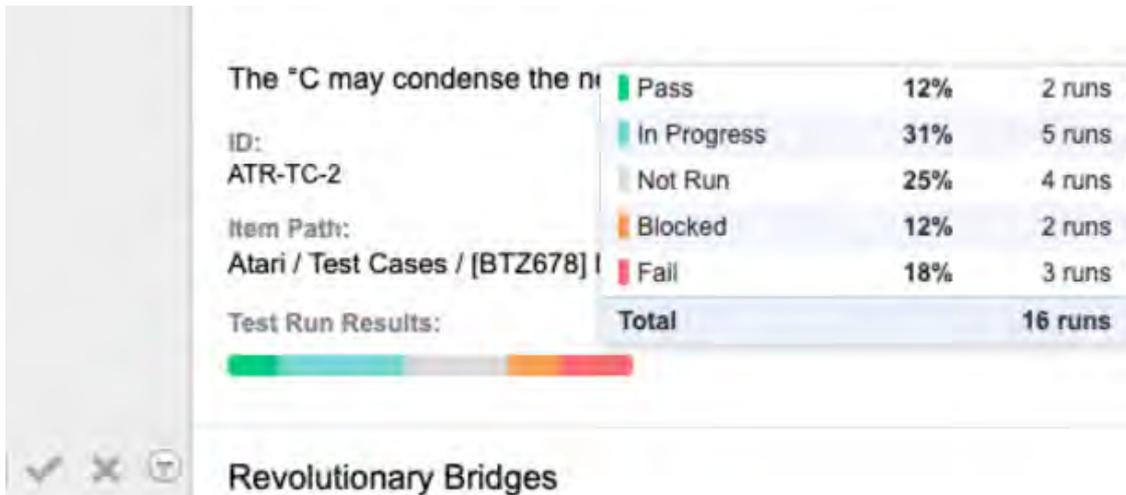 The °C may condense the
ID:
ATR-TC-2
Item Path:
Atari / Test Cases / [BTZ678]
Test Run Results:
Pass 12% 2 runs
In Progress 31% 5 runs
Not Run 25% 4 runs
Blocked 12% 2 runs
Fail 18% 3 runs
Total 16 runs
Revolutionary Bridges